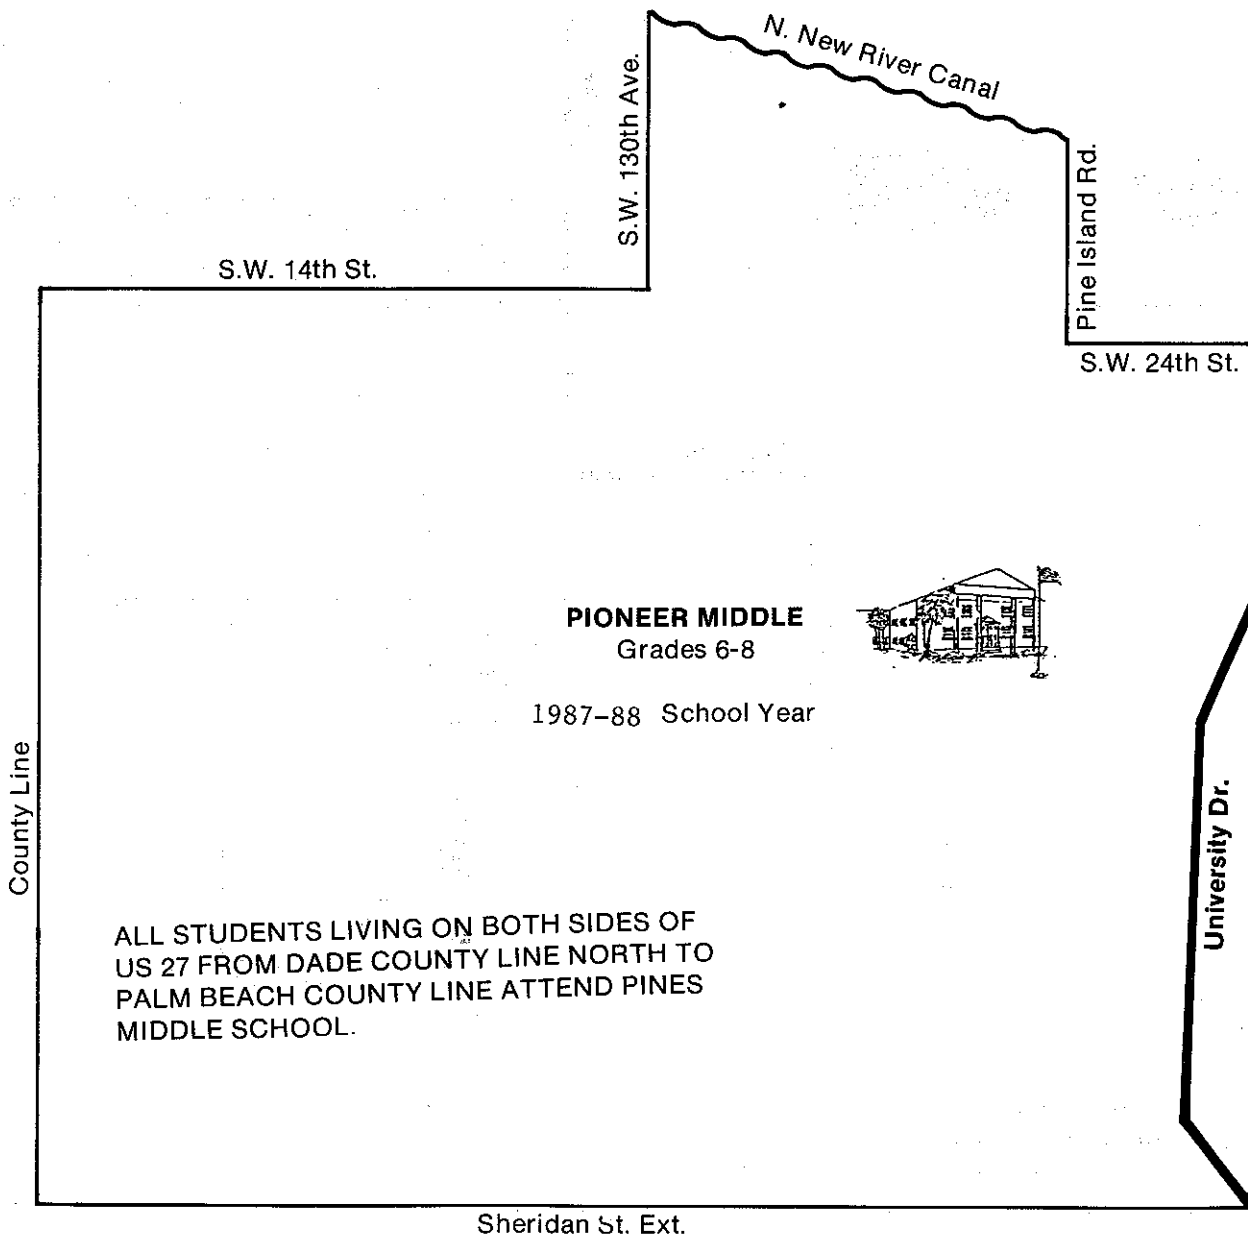 N. New River Canal
S.W. 130th Ave.
Pine Island Rd.
S.W. 14th St.
S.W. 24th St.
PIONEER MIDDLE
Grades 6-8
1987-88 School Year
County Line
University Dr.
ALL STUDENTS LIVING ON BOTH SIDES OF
US 27 FROM DADE COUNTY LINE NORTH TO
PALM BEACH COUNTY LINE ATTEND PINES
MIDDLE SCHOOL.
Sheridan St. Ext.